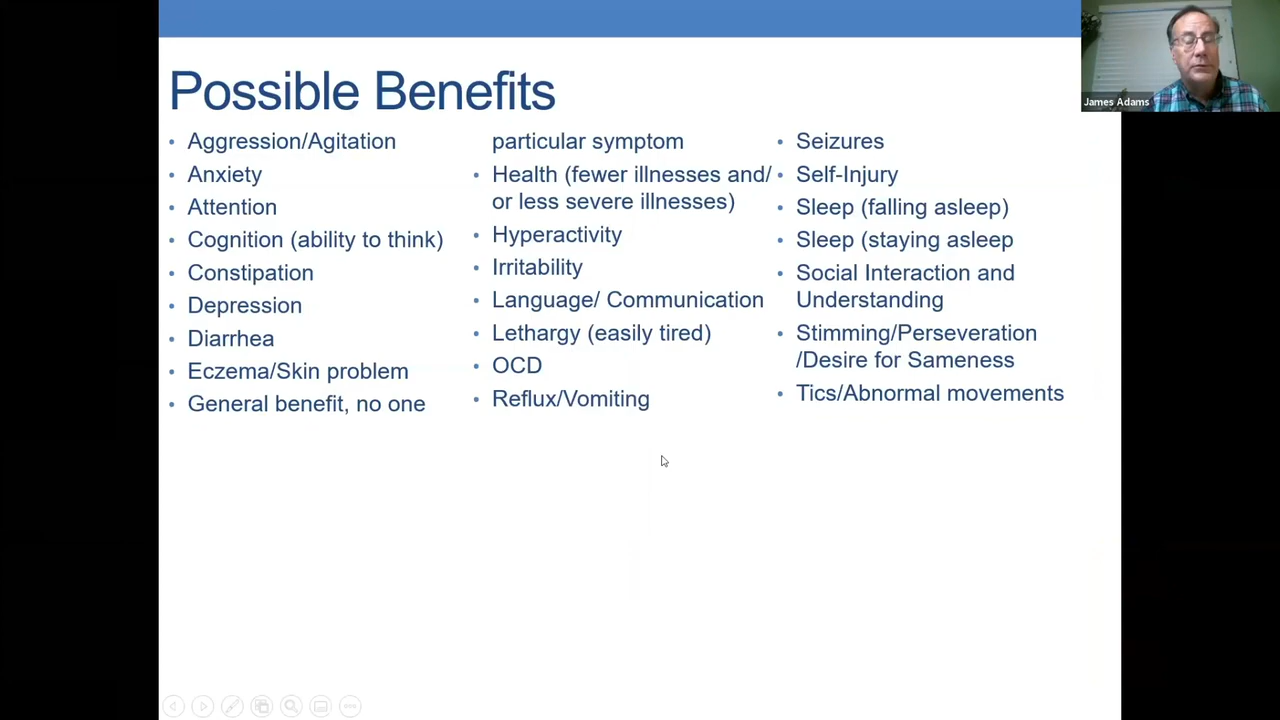 Possible Benefits
Aggression/Agitation
Anxiety
Attention
Cognition (ability to think)
Constipation
Depression
Diarrhea
Eczema/Skin problem
General benefit, no one
particular symptom
Health (fewer illnesses and/
or less severe illnesses)
Hyperactivity
Irritability
Language/ Communication
Lethargy (easily tired)
OCD
Reflux/Vomiting
Seizures
Self-Injury
Sleep (falling asleep)
Sleep (staying asleep
Social Interaction and
Understanding
Stimming/Perseveration
/Desire for Sameness
Tics/Abnormal movements
James Adams